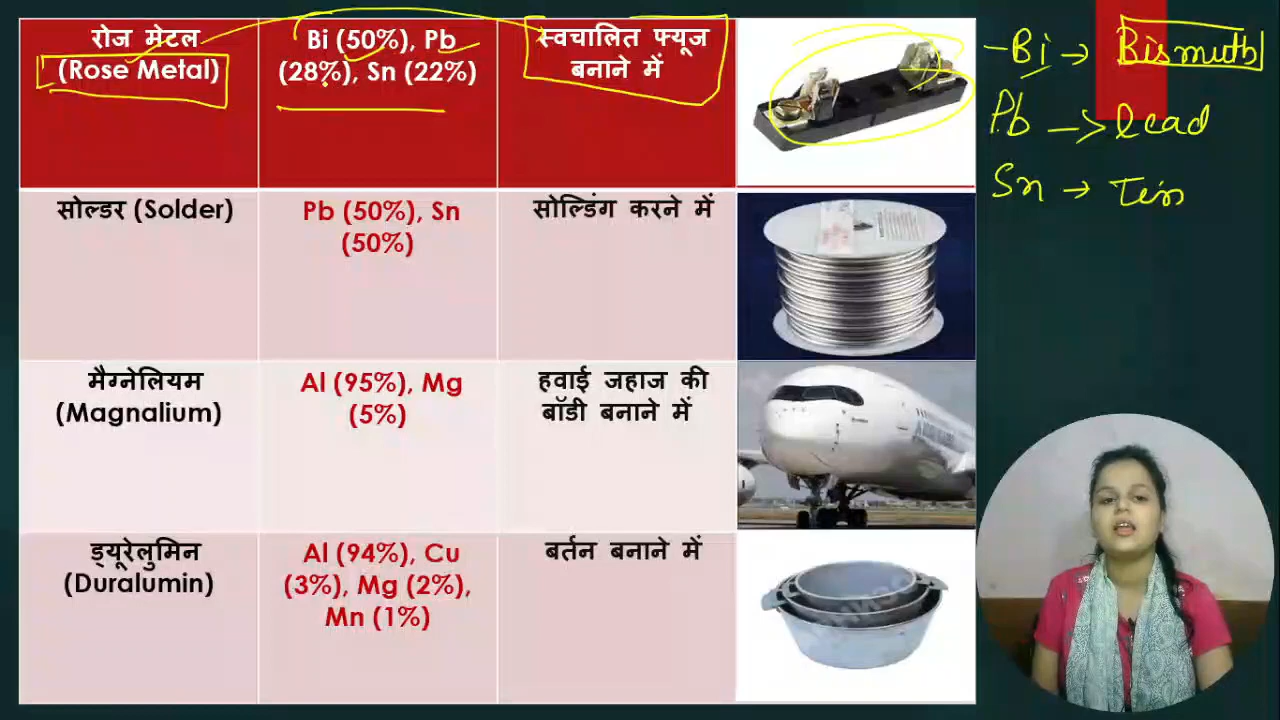 रोज मेटल
(Rose Metal)
Bi (50%), Pb
(28%), Sn (22%)
स्वचालित फ्यूज
बनाने में
-Bi → Bismuth
Pb -> lead
Sn → Tin
सोल्डर (Solder)
Pb (50%), Sn
(50%)
सोल्डिंग करने में
मैग्नेलियम
(Magnalium)
Al (95%), Mg
(5%)
हवाई जहाज की
बॉडी बनाने में
ड्यूरेलुमिन
(Duralumin)
Al (94%), Cu
(3%), Mg (2%),
Mn (1%)
बर्तन बनाने में